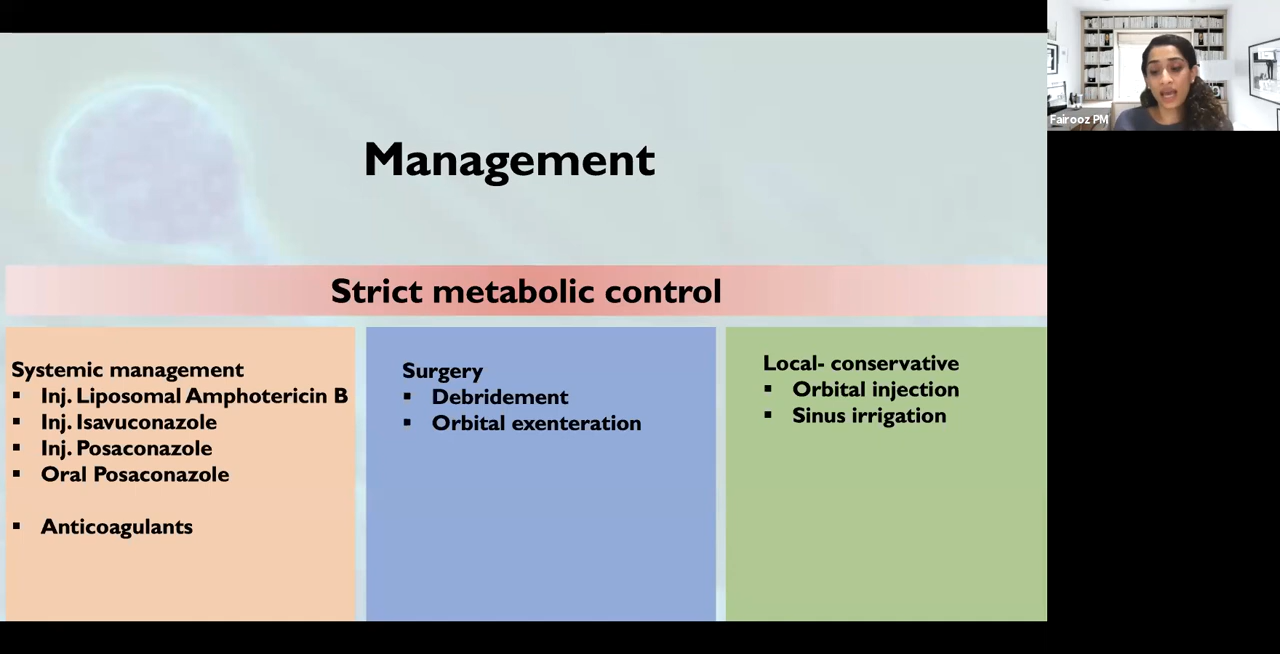 Management
Strict metabolic control
Systemic management
▪ Inj. Liposomal Amphotericin B
▪ Inj. Isavuconazole
▪ Inj. Posaconazole
▪ Oral Posaconazole
▪ Anticoagulants
Surgery
▪ Debridement
▪ Orbital exenteration
Local- conservative
▪ Orbital injection
▪ Sinus irrigation
Fairooz PM